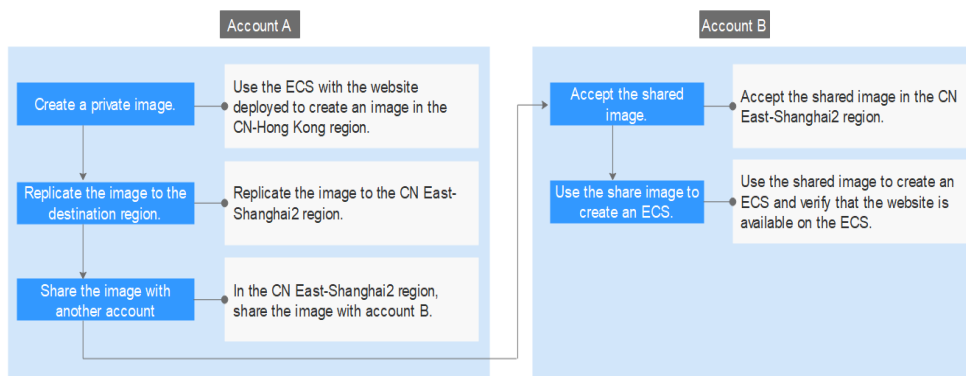 Account A
Create a private image.
Use the ECS with the website
deployed to create an image in the
CN-Hong Kong region.
Replicate the image to the
destination region.
Replicate the image to the CN East-
Shanghai2 region.
Share the image with
another account
In the CN East-Shanghai2 region,
share the image with account B.
Account B
Accept the shared
image.
Accept the shared image in the CN
East-Shanghai2 region.
Use the share image to
create an ECS.
Use the shared image to create an
ECS and verify that the website is
available on the ECS.